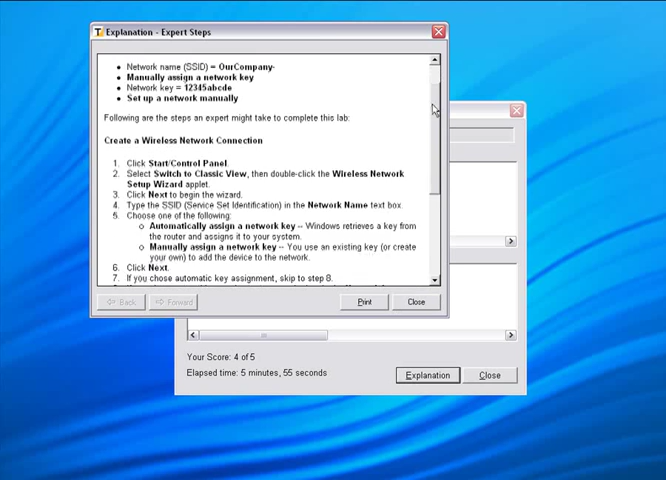 Explanation - Expert Steps
• Network name (SSID) = OurCompany-
• Manually assign a network key
• Network key = 12345abcde
• Set up a network manually
Following are the steps an expert might take to complete this lab:
Create a Wireless Network Connection
1. Click Start/Control Panel.
2. Select Switch to Classic View, then double-click the Wireless Network
Setup Wizard applet.
3. Click Next to begin the wizard.
4. Type the SSID (Service Set Identification) in the Network Name text box.
5. Choose one of the following:
○ Automatically assign a network key -- Windows retrieves a key from
the router and assigns it to your system.
○ Manually assign a network key -- You use an existing key (or create
your own) to add the device to the network.
6. Click Next.
7. If you chose automatic key assignment, skip to step 8.
Back
Forward
Print
Close
Your Score: 4 of 5
Elapsed time: 5 minutes, 55 seconds
Explanation
Close